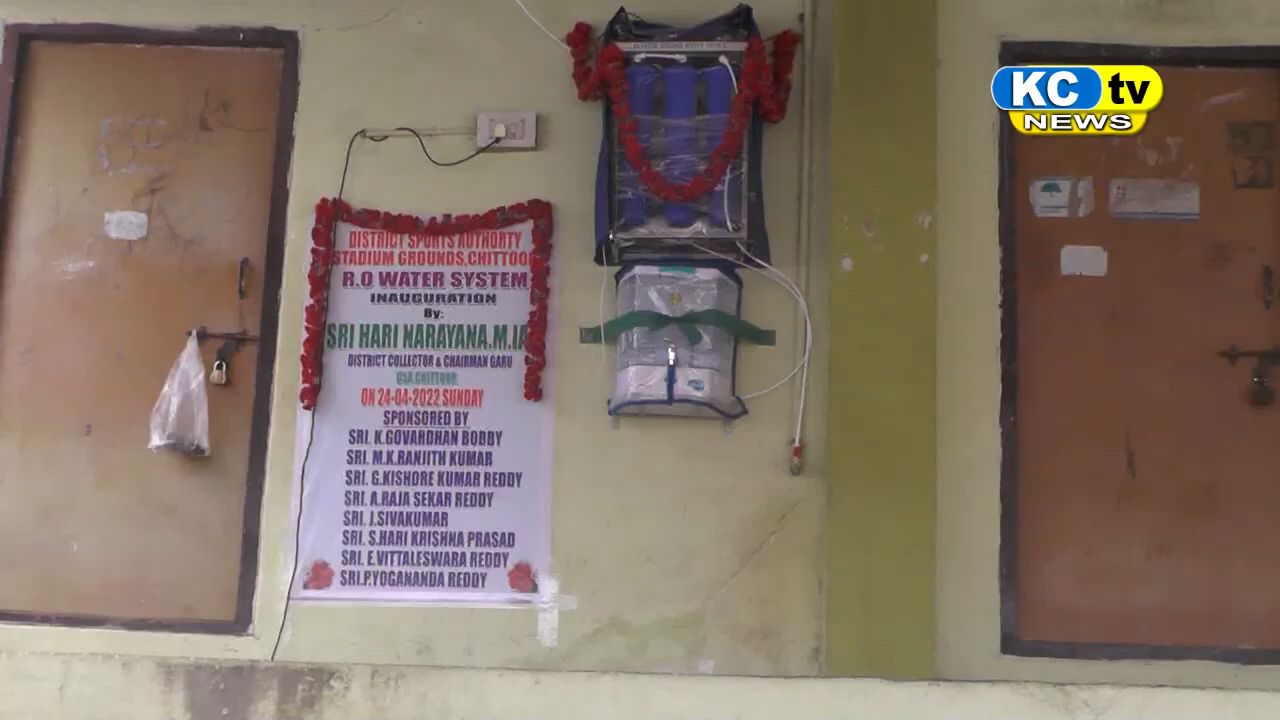 KC tv
NEWS
DISTRICT SPORTS AUTHORTY
STADIUM GROUNDS,CHITTOOR
R.O WATER SYSTEM
INAUGURATION
By:
SRI HARI NARAYANA.M.IA
DISTRICT COLLECTOR & CHAIRMAN GARU
CHITTOOR
ON 24-04-2022 SUNDAY
SPONSORED BY
SRI. K.GOVARDHAN BOBBY
SRI. M.K.RANJITH KUMAR
SRI. G.KISHORE KUMAR REDDY
SRI. A.RAJA SEKAR REDDY
SRI. J.SIVAKUMAR
SRI. S.HARI KRISHNA PRASAD
SRI. E.VITTALESWARA REDDY
SRI.P.YOGANANDA REDDY